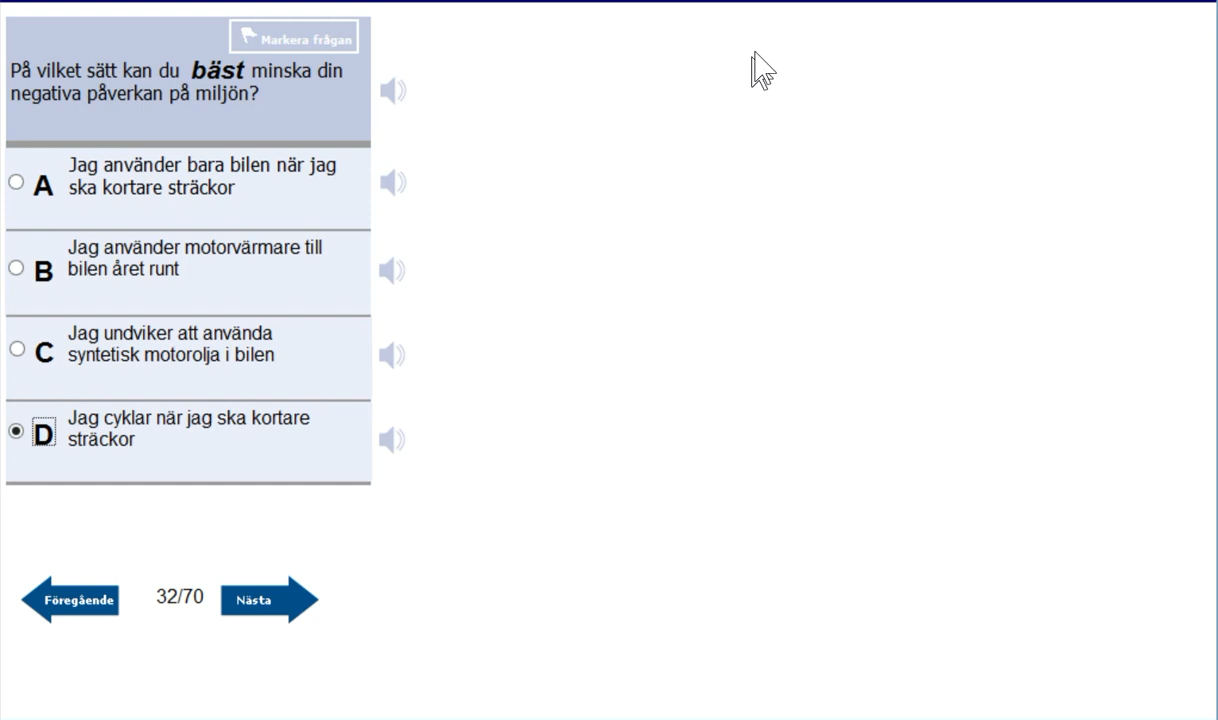 Markera frågan
På vilket sätt kan du bäst minska din
negativa påverkan på miljön?
A
Jag använder bara bilen när jag
ska kortare sträckor
B
Jag använder motorvärmare till
bilen året runt
C
Jag undviker att använda
syntetisk motorolja i bilen
D
Jag cyklar när jag ska kortare
sträckor
Föregående
32/70
Nästa